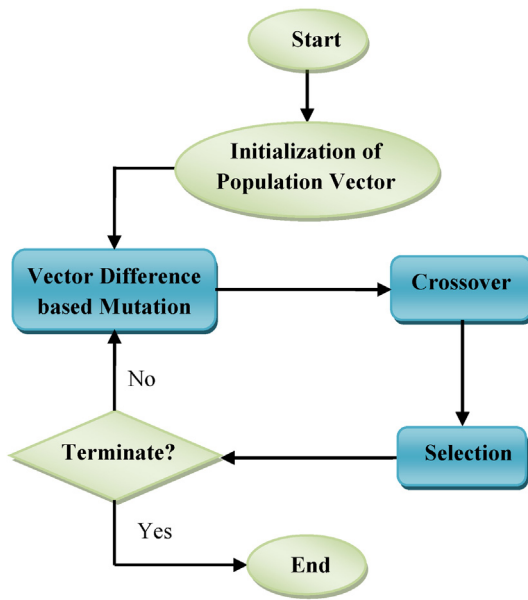 Start
Initialization of
Population Vector
Vector Difference
based Mutation
Crossover
No
Terminate?
Selection
Yes
End